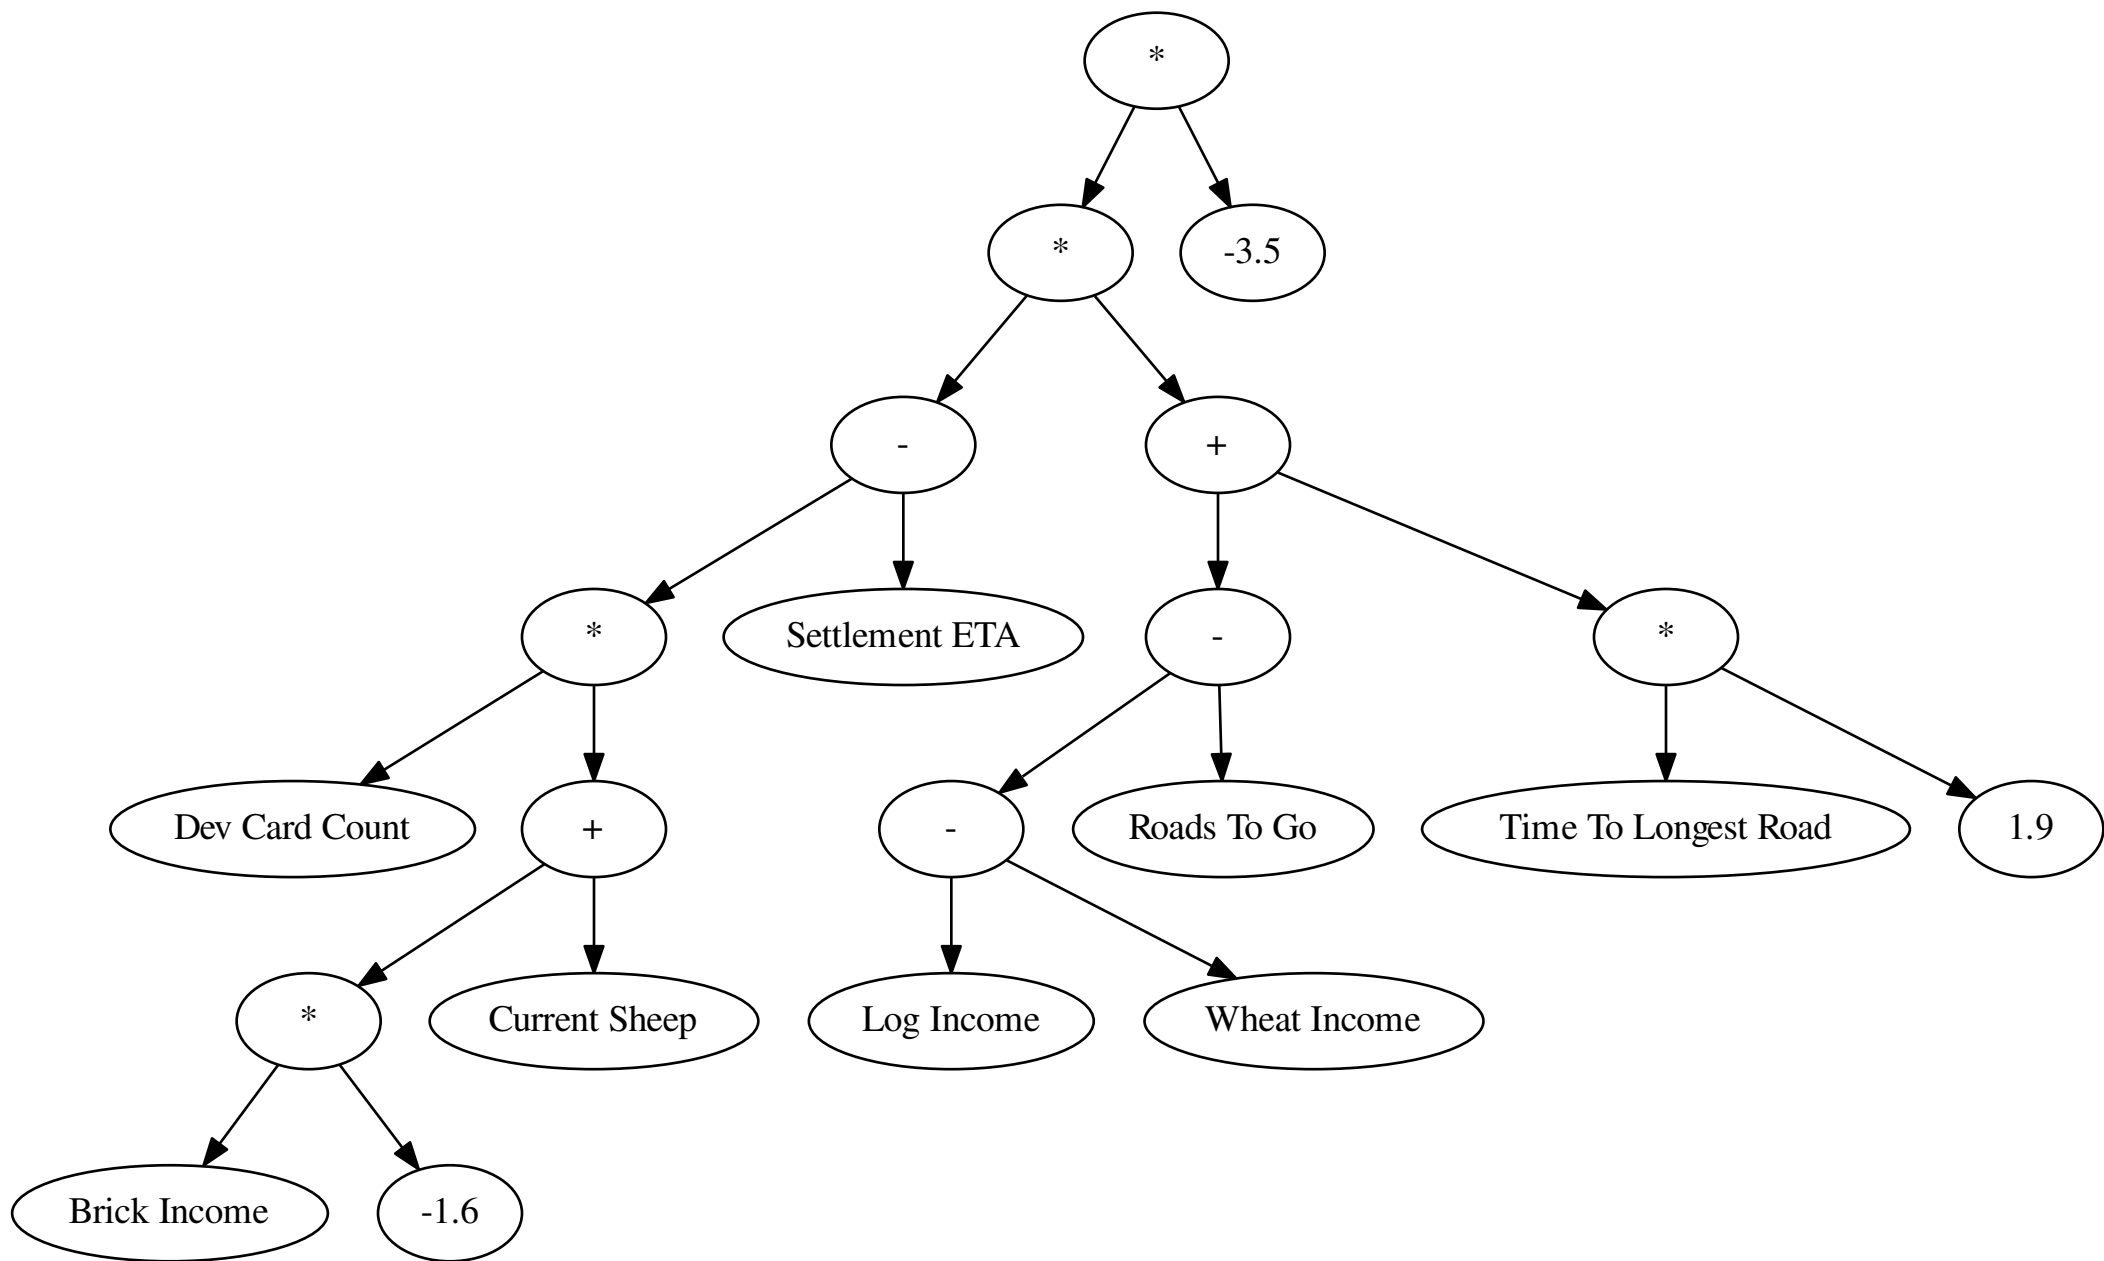 *
*
-3.5
-
+
*
Settlement ETA
-
*
Dev Card Count
+
-
Roads To Go
Time To Longest Road
1.9
*
Current Sheep
Log Income
Wheat Income
Brick Income
-1.6